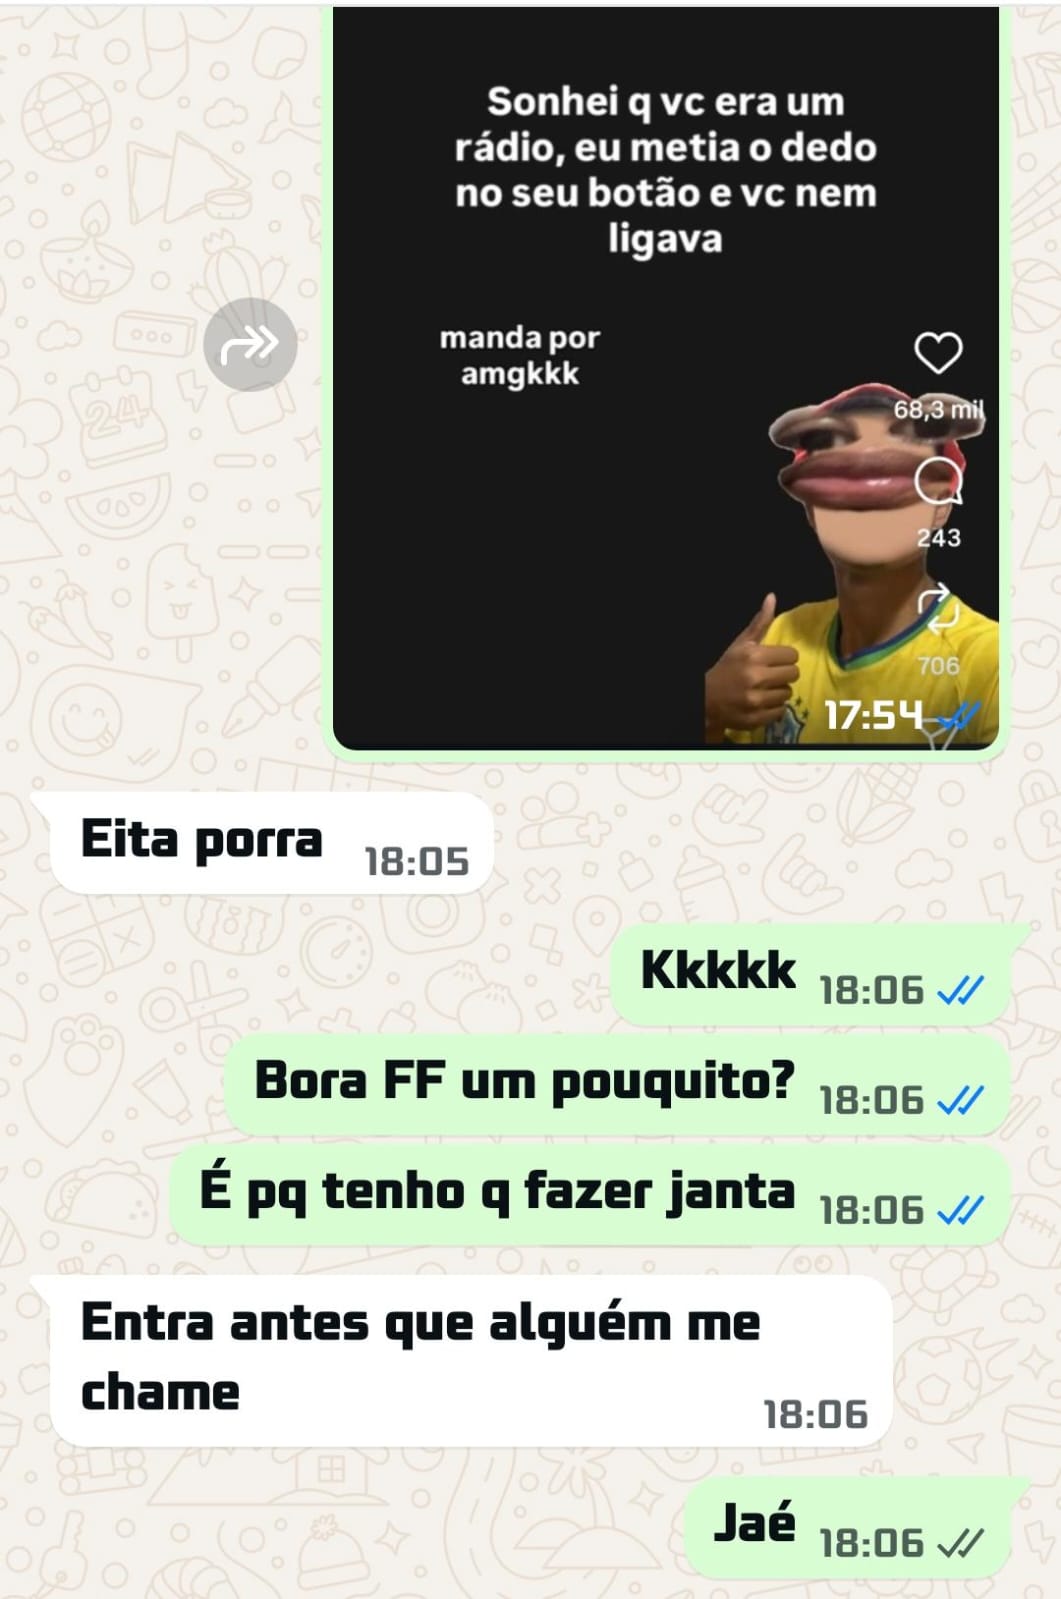 Sonhei q vc era um
rádio, eu metia o dedo
no seu botão e vc nem
ligava
manda por
amgkkk
68,3 mil
243
706
17:54
Eita porra 18:05
Kkkkk 18:06
Bora FF um pouquito? 18:06
É pq tenho q fazer janta 18:06
Entra antes que alguém me
chame 18:06
Jaé 18:06